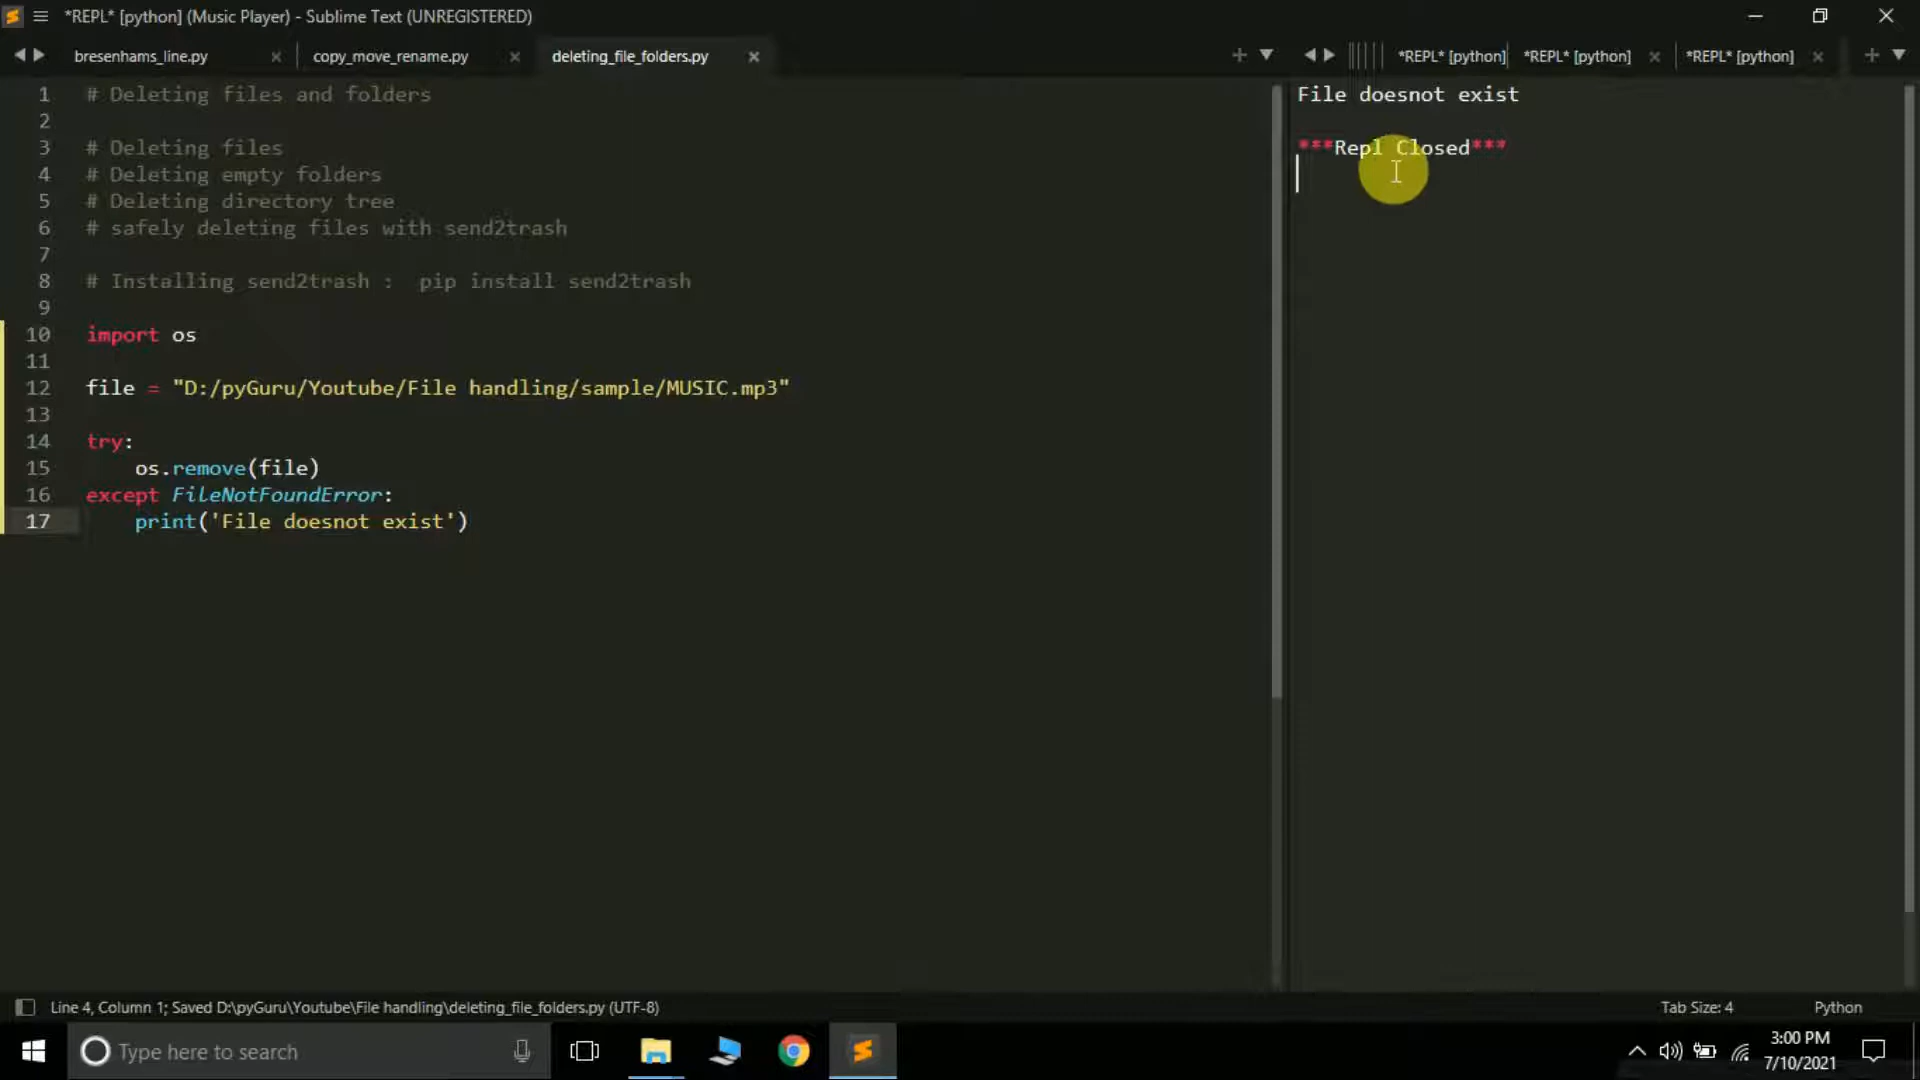 *REPL* [python] (Music Player) - Sublime Text (UNREGISTERED)
bresenhams_line.py
copy_move_rename.py
deleting_file_folders.py
*REPL* [python]
*REPL* [python]
*REPL* [python]
1 # Deleting files and folders
2
3 # Deleting files
4 # Deleting empty folders
5 # Deleting directory tree
6 # safely deleting files with send2trash
7
8 # Installing send2trash :  pip install send2trash
9
10 import os
11
12 file = "D:/pyGuru/Youtube/File handling/sample/MUSIC.mp3"
13
14 try:
15     os.remove(file)
16 except FileNotFoundError:
17     print('File doesnot exist')
File doesnot exist
***Repl Closed***
Line 4, Column 1; Saved D:\pyGuru\Youtube\File handling\deleting_file_folders.py (UTF-8)
Tab Size: 4
Python
Type here to search
3:00 PM
7/10/2021